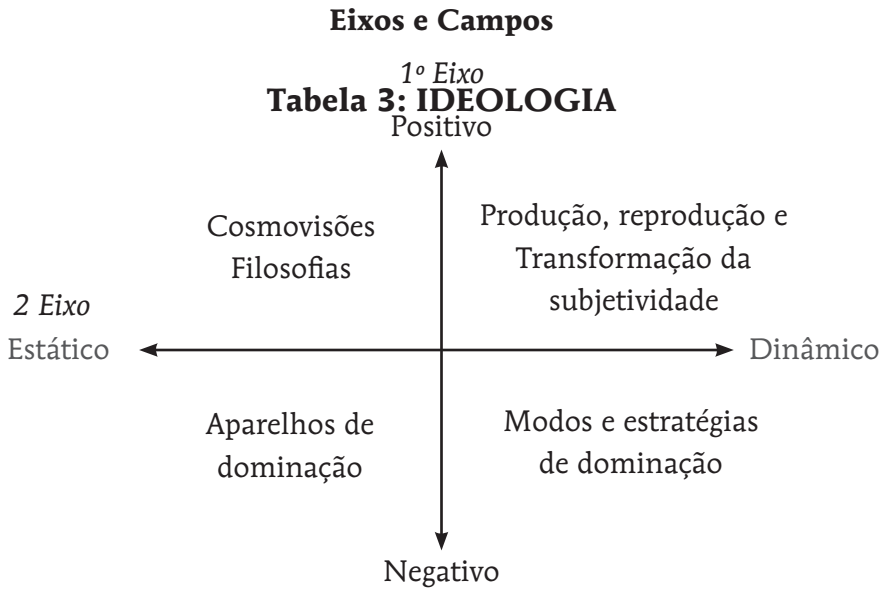 Eixos e Campos
1º Eixo
Tabela 3: IDEOLOGIA
Positivo
Cosmovisões
Filosofias
Produção, reprodução e
Transformação da
subjetividade
2 Eixo
Estático
Dinâmico
Aparelhos de
dominação
Modos e estratégias
de dominação
Negativo